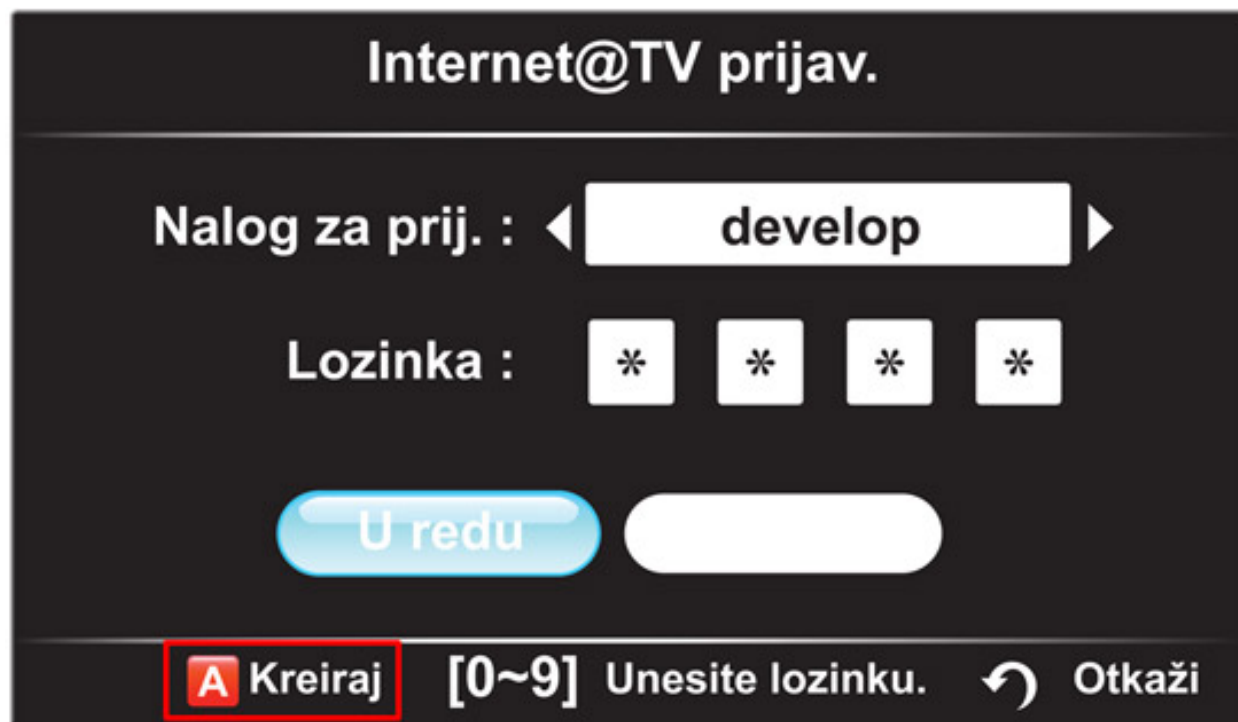 Internet@TV prijav.
Nalog za prij. : develop
Lozinka : * * * *
U redu
A Kreiraj [0~9] Unesite lozinku. Otkaži